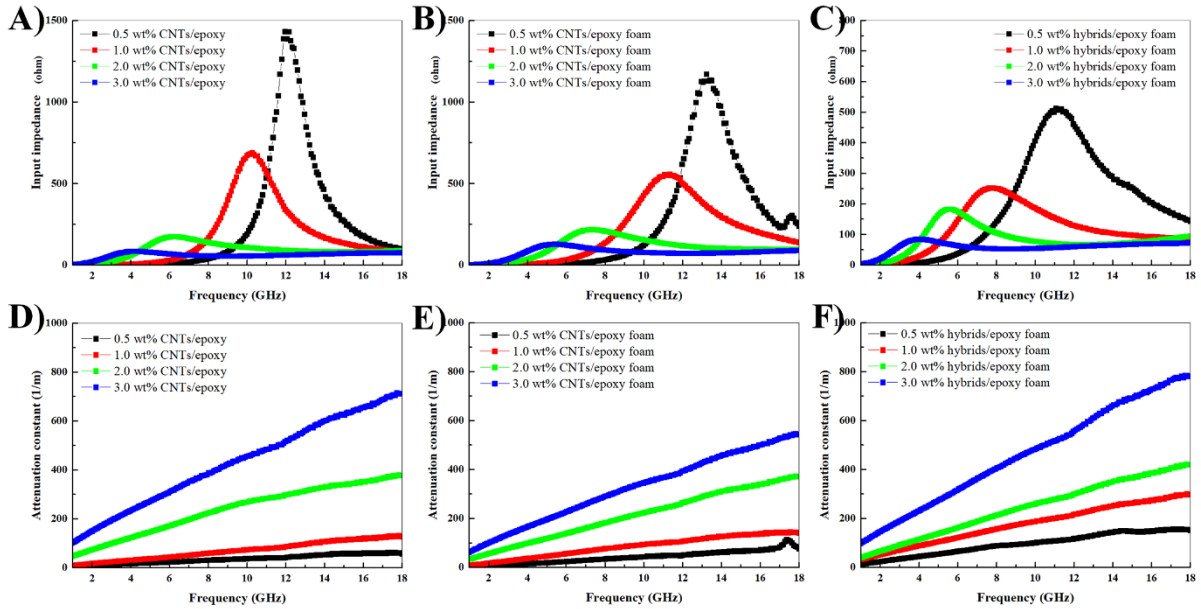 A)
1500
1000
500
0
Input impedance (ohm)
0.5 wt% CNTs/epoxy
1.0 wt% CNTs/epoxy
2.0 wt% CNTs/epoxy
3.0 wt% CNTs/epoxy
2 4 6 8 10 12 14 16 18
Frequency (GHz)
B)
1500
1000
500
0
Input impedance (ohm)
0.5 wt% CNTs/epoxy foam
1.0 wt% CNTs/epoxy foam
2.0 wt% CNTs/epoxy foam
3.0 wt% CNTs/epoxy foam
2 4 6 8 10 12 14 16 18
Frequency (GHz)
C)
800
700
600
500
400
300
200
100
0
Input impedance (ohm)
0.5 wt% hybrids/epoxy foam
1.0 wt% hybrids/epoxy foam
2.0 wt% hybrids/epoxy foam
3.0 wt% hybrids/epoxy foam
2 4 6 8 10 12 14 16 18
Frequency (GHz)
D)
1000
800
600
400
200
0
Attenuation constant (1/m)
0.5 wt% CNTs/epoxy
1.0 wt% CNTs/epoxy
2.0 wt% CNTs/epoxy
3.0 wt% CNTs/epoxy
2 4 6 8 10 12 14 16 18
Frequency (GHz)
E)
1000
800
600
400
200
0
Attenuation constant (1/m)
0.5 wt% CNTs/epoxy foam
1.0 wt% CNTs/epoxy foam
2.0 wt% CNTs/epoxy foam
3.0 wt% CNTs/epoxy foam
2 4 6 8 10 12 14 16 18
Frequency (GHz)
F)
1000
800
600
400
200
0
Attenuation constant (1/m)
0.5 wt% hybrids/epoxy foam
1.0 wt% hybrids/epoxy foam
2.0 wt% hybrids/epoxy foam
3.0 wt% hybrids/epoxy foam
2 4 6 8 10 12 14 16 18
Frequency (GHz)